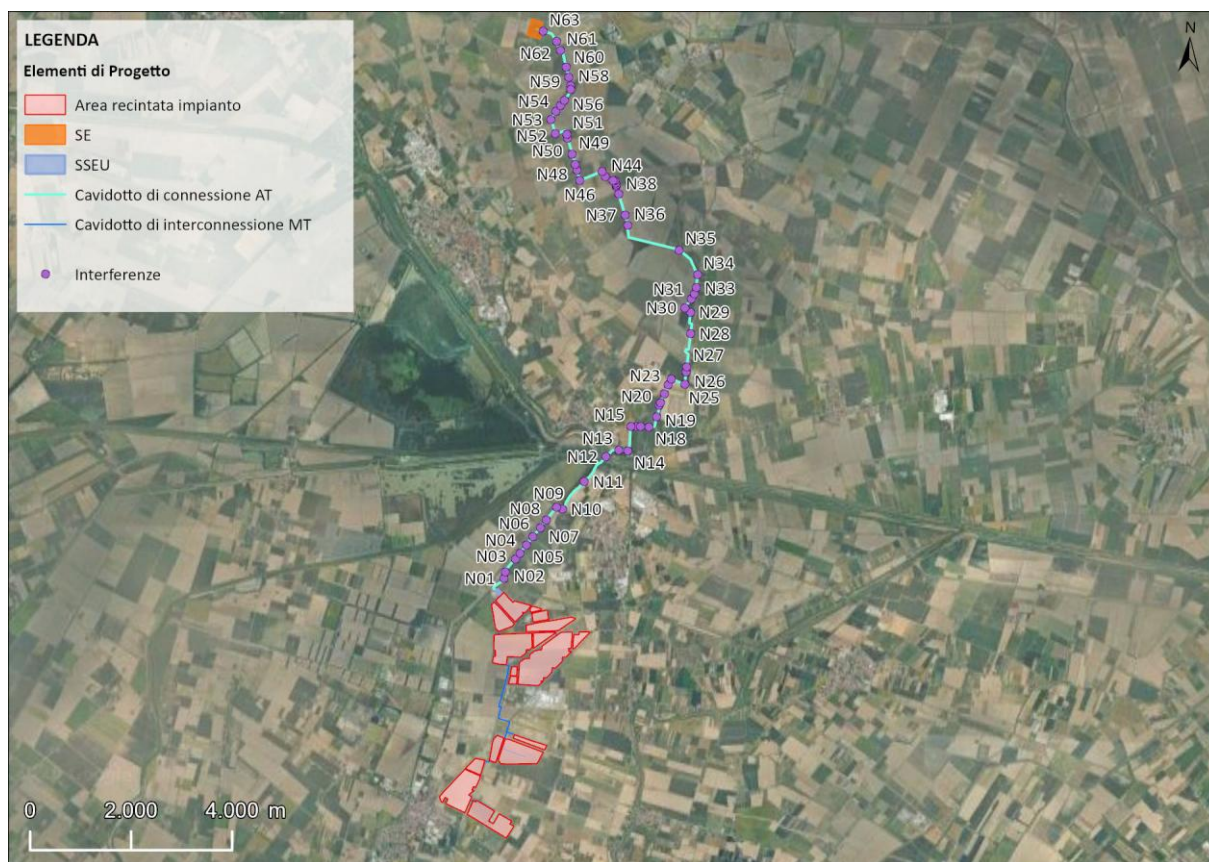 LEGENDA
Elementi di Progetto
Area recintata impianto
SE
SSEU
Cavidotto di connessione AT
Cavidotto di interconnessione MT
Interferenze
N
N63
N61
N62
N60
N58
N59
N54
N56
N53
N51
N52
N49
N50
N44
N48
N38
N46
N37
N36
N35
N34
N31
N33
N30
N29
N28
N27
N23
N26
N20
N25
N15
N19
N18
N13
N12
N14
N11
N09
N08
N10
N06
N07
N04
N03
N05
N01
N02
0
2.000
4.000 m